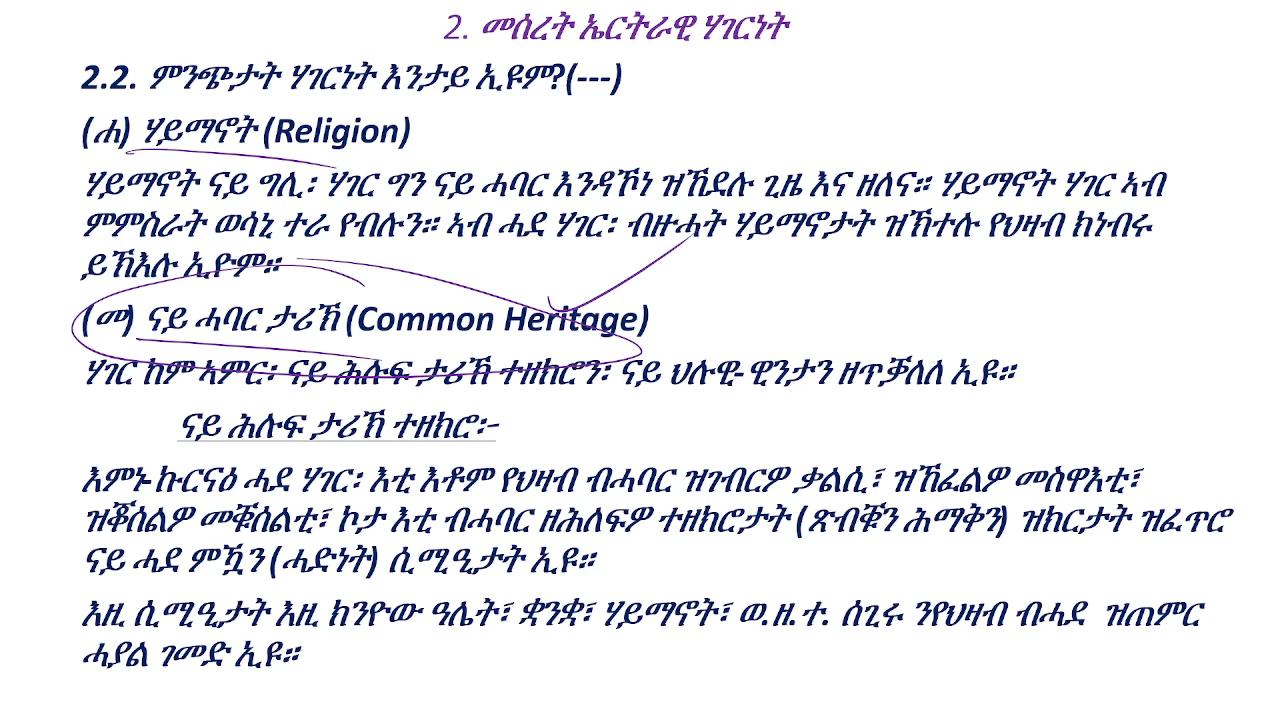 2. መሰረት ኤርትራዊ ሃገርነት
2.2. ምንጭታት ሃገርነት እንታይ ኢዩም?(---)
(ሐ) ሃይማኖት (Religion)
ሃይማኖት ናይ ግሊ፡ ሃገር ግን ናይ ሓባር እንዳኾነ ዝኸደሉ ጊዜ እና ዘለና። ሃይማኖት ሃገር ኣብ
ምምስራት ወሳኒ ተራ የብሉን። ኣብ ሓደ ሃገር፡ ብዙሓት ሃይማኖታት ዝኽተሉ የህዛብ ክነብሩ
ይኽእሉ ኢዮም።
(መ) ናይ ሓባር ታሪኽ (Common Heritage)
ሃገር ከም ኣምር፡ ናይ ሕሉፍ ታሪኽ ተዘክሮን፡ ናይ ህሉዊ-ዊንታን ዘጥቓለለ ኢዩ።
ናይ ሕሉፍ ታሪኽ ተዘክሮ፦
እምኑ-ኩርናዕ ሓደ ሃገር፡ እቲ እቶም የህዛብ ብሓባር ዝገብርዎ ቃልሲ፣ ዝኸፈልዎ መስዋእቲ፣
ዝቖሰልዎ መቑሰልቲ፣ ኮታ እቲ ብሓባር ዘሕለፍዎ ተዘክሮታት (ጽብቑን ሕማቅን) ዝከርታት ዝፈጥሮ
ናይ ሓደ ምዃን (ሓድነት) ሲሚዒታት ኢዩ።
እዚ ሲሚዒታት እዚ ክንዮው ዓሌት፣ ቋንቋ፣ ሃይማኖት፣ ወ.ዘ.ተ. ሰጊሩ ንየህዛብ ብሓደ ዝጠምር
ሓያል ገመድ ኢዩ።